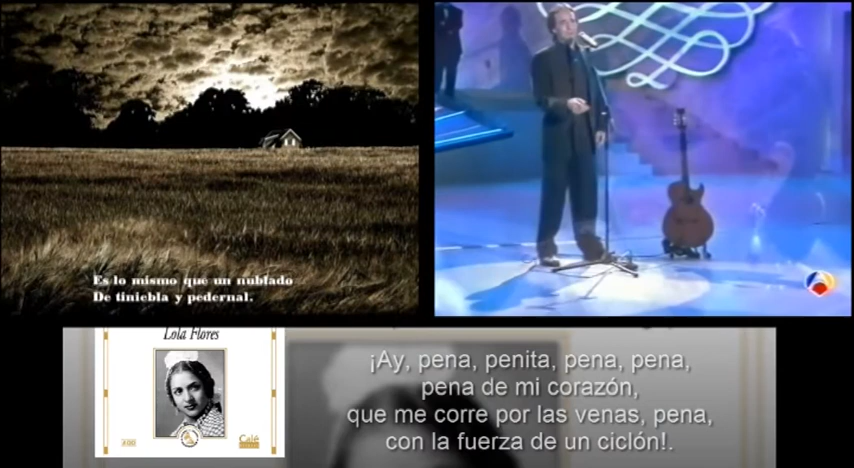 Es lo mismo que un nublado
De tiniebla y pedernal.
Lola Flores
¡Ay, pena, penita, pena, pena,
pena de mi corazón,
que me corre por las venas, pena,
con la fuerza de un ciclón!.
Calé